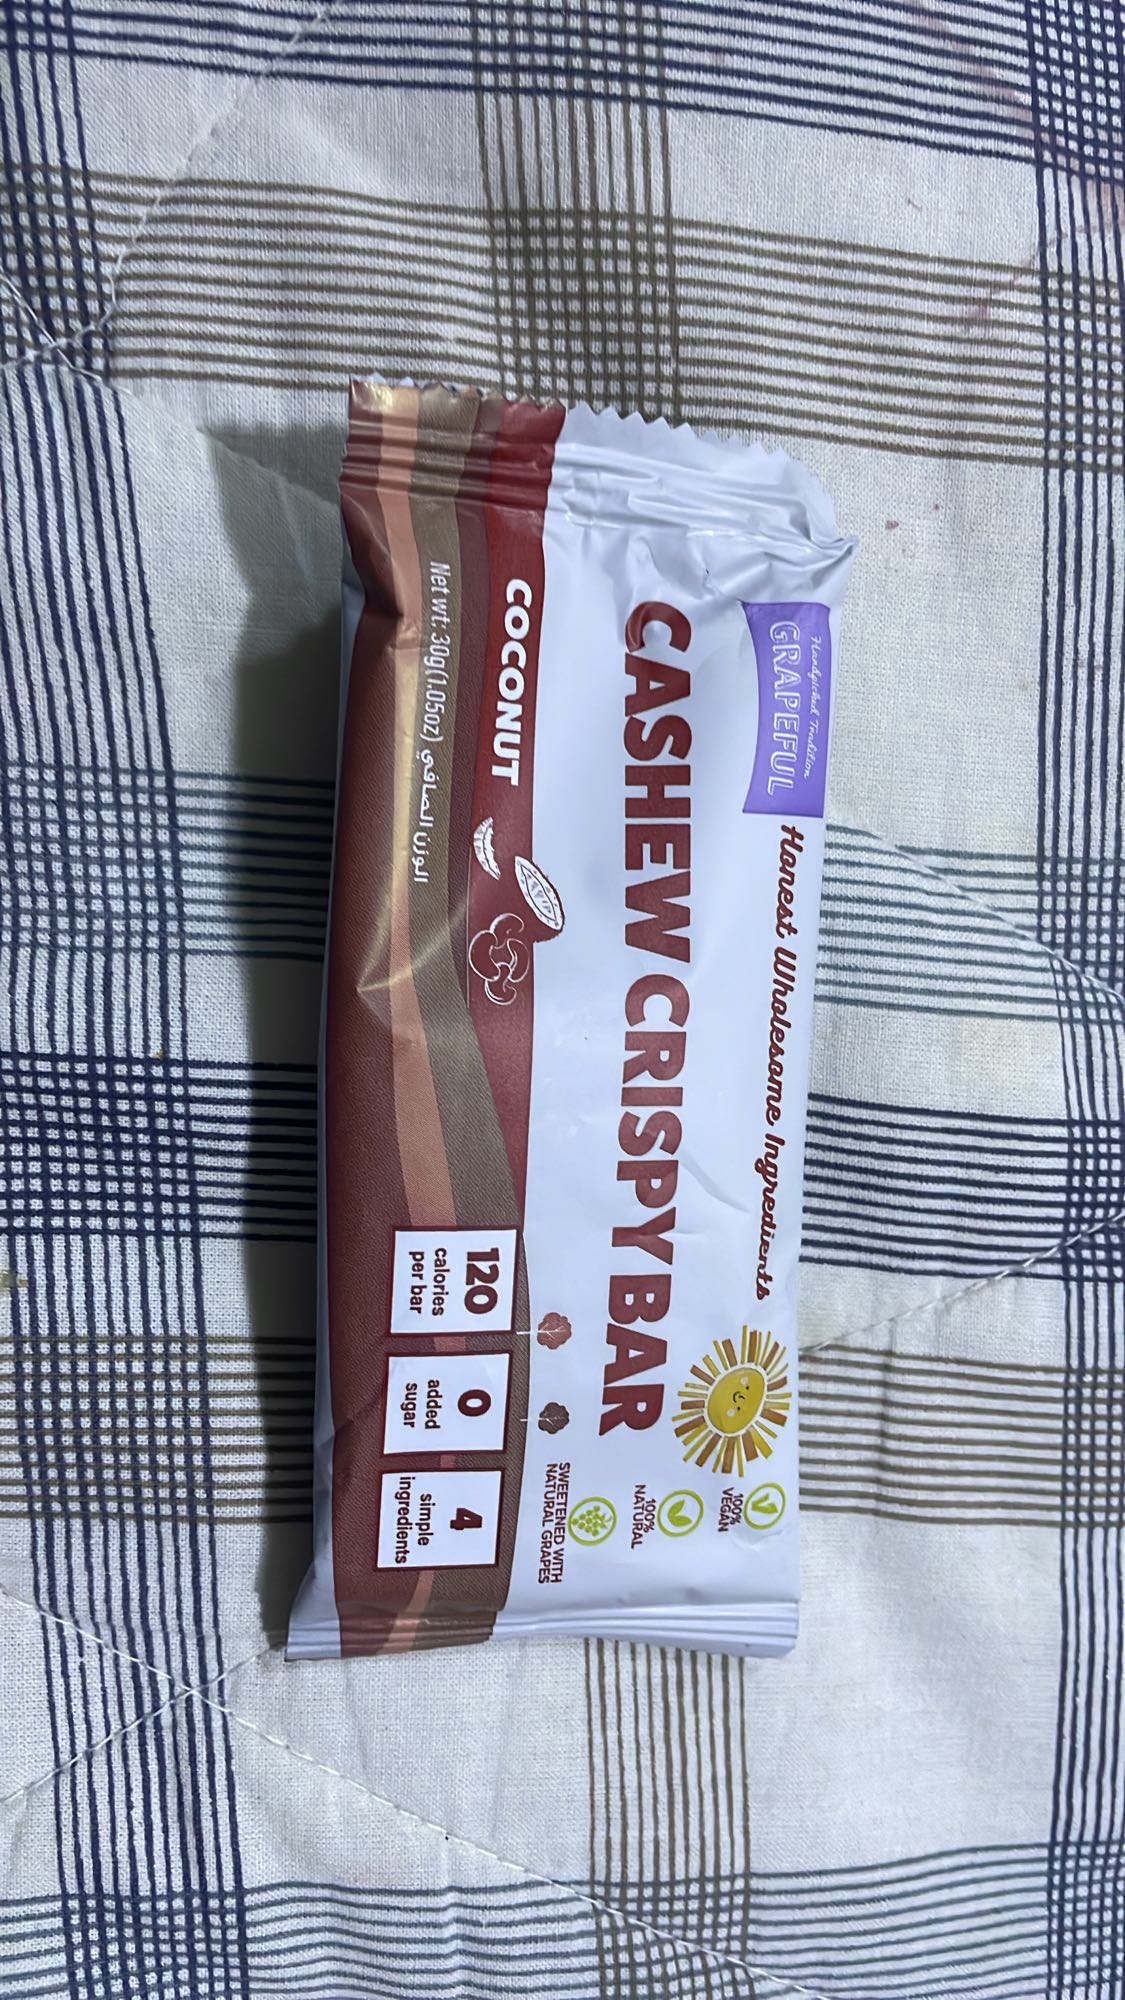 Handpicked Tradition
GRAPEFUL
Honest Wholesome Ingredients
CASHEW CRISPY BAR
100%
VEGAN
100%
NATURAL
SWEETENED WITH
NATURAL GRAPES
COCONUT
Net wt: 30g(1.05oz) الوزن الصافي
120
calories
per bar
0
added
sugar
4
simple
ingredients